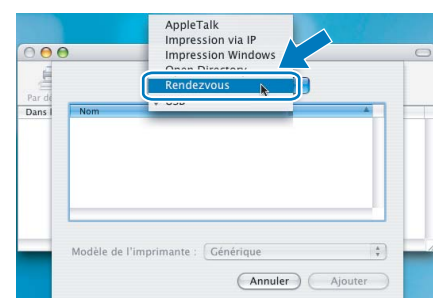 AppleTalk
Impression via IP
Impression Windows
Open Directory
Rendezvous
USB
Par dé
Dans l
Nom
Modèle de l'imprimante : Générique
Annuler Ajouter